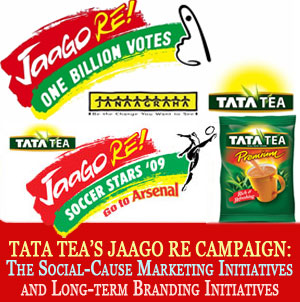 Jaago RE!
ONE BILLION VOTES
JANAAGRAHA
Be the Change You Want to See
TATA TEA
Jaago RE!
SOCCER STARS '09
Go to Arsenal
TATA TEA
TATA TEA
Premium
Rich & Refreshing
TATA TEA'S JAAGO RE CAMPAIGN:
THE SOCIAL-CAUSE MARKETING INITIATIVES
AND LONG-TERM BRANDING INITIATIVES